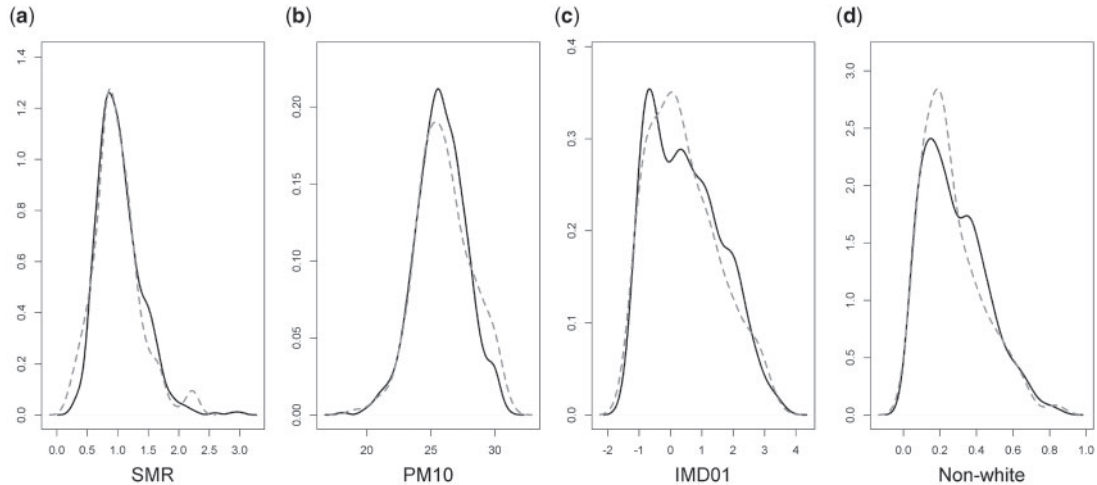 (a) (b) (c) (d)
1.4 1.2 1.0 0.8 0.6 0.4 0.2 0.0
0.0 0.5 1.0 1.5 2.0 2.5 3.0
SMR
0.20 0.15 0.10 0.05 0.00
20 25 30
PM10
0.4 0.3 0.2 0.1 0.0
-2 -1 0 1 2 3 4
IMD01
3.0 2.5 2.0 1.5 1.0 0.5 0.0
0.0 0.2 0.4 0.6 0.8 1.0
Non-white